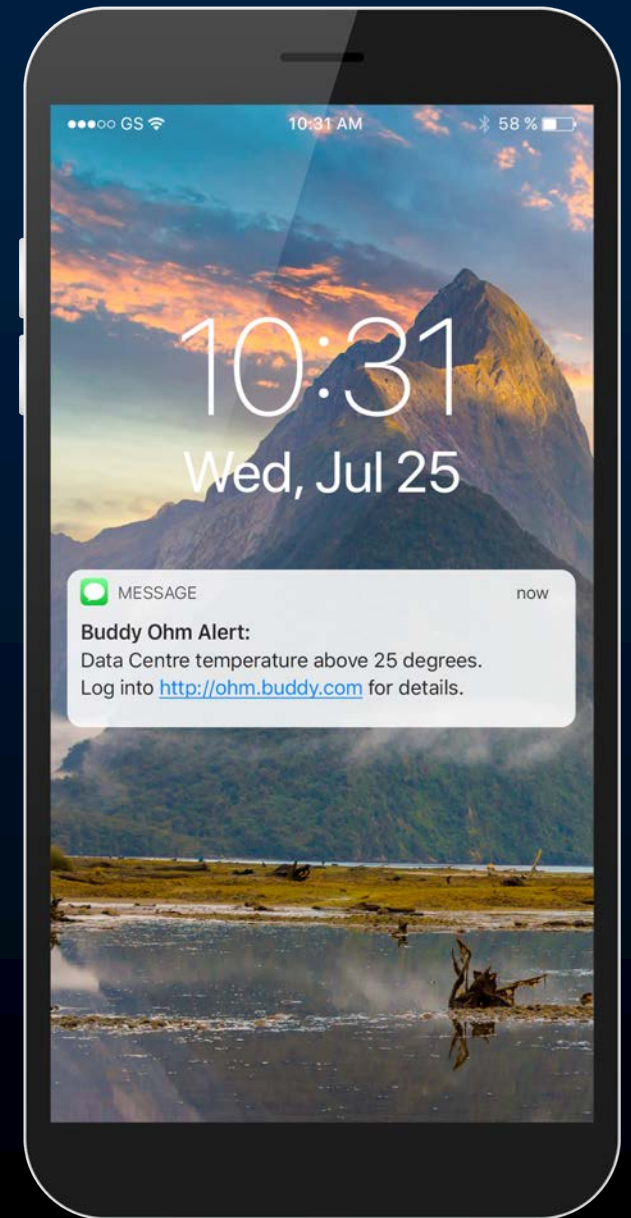 GS 10:31 AM 58 %
10:31
Wed, Jul 25
MESSAGE now
Buddy Ohm Alert:
Data Centre temperature above 25 degrees.
Log into http://ohm.buddy.com for details.